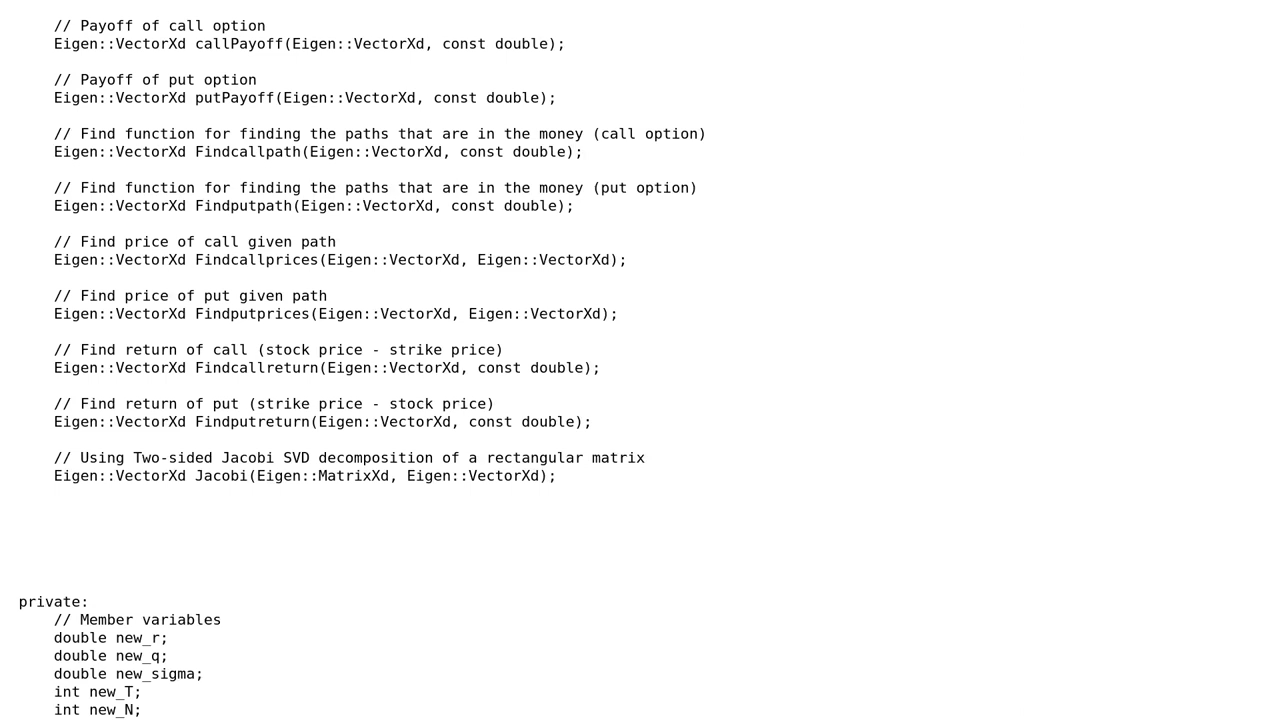 // Payoff of call option
Eigen::VectorXd callPayoff(Eigen::VectorXd, const double);
// Payoff of put option
Eigen::VectorXd putPayoff(Eigen::VectorXd, const double);
// Find function for finding the paths that are in the money (call option)
Eigen::VectorXd Findcallpath(Eigen::VectorXd, const double);
// Find function for finding the paths that are in the money (put option)
Eigen::VectorXd Findputpath(Eigen::VectorXd, const double);
// Find price of call given path
Eigen::VectorXd Findcallprices(Eigen::VectorXd, Eigen::VectorXd);
// Find price of put given path
Eigen::VectorXd Findputprices(Eigen::VectorXd, Eigen::VectorXd);
// Find return of call (stock price - strike price)
Eigen::VectorXd Findcallreturn(Eigen::VectorXd, const double);
// Find return of put (strike price - stock price)
Eigen::VectorXd Findputreturn(Eigen::VectorXd, const double);
// Using Two-sided Jacobi SVD decomposition of a rectangular matrix
Eigen::VectorXd Jacobi(Eigen::MatrixXd, Eigen::VectorXd);
private:
// Member variables
double new_r;
double new_q;
double new_sigma;
int new_T;
int new_N;